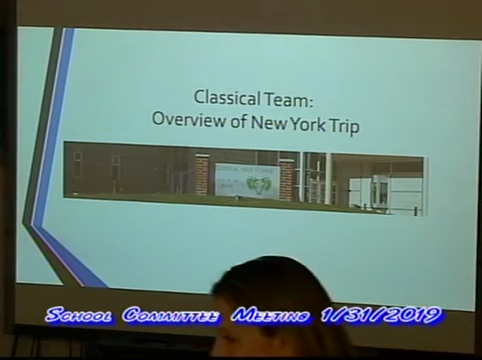 Classical Team:
Overview of New York Trip
School Committee Meeting 1/31/2019